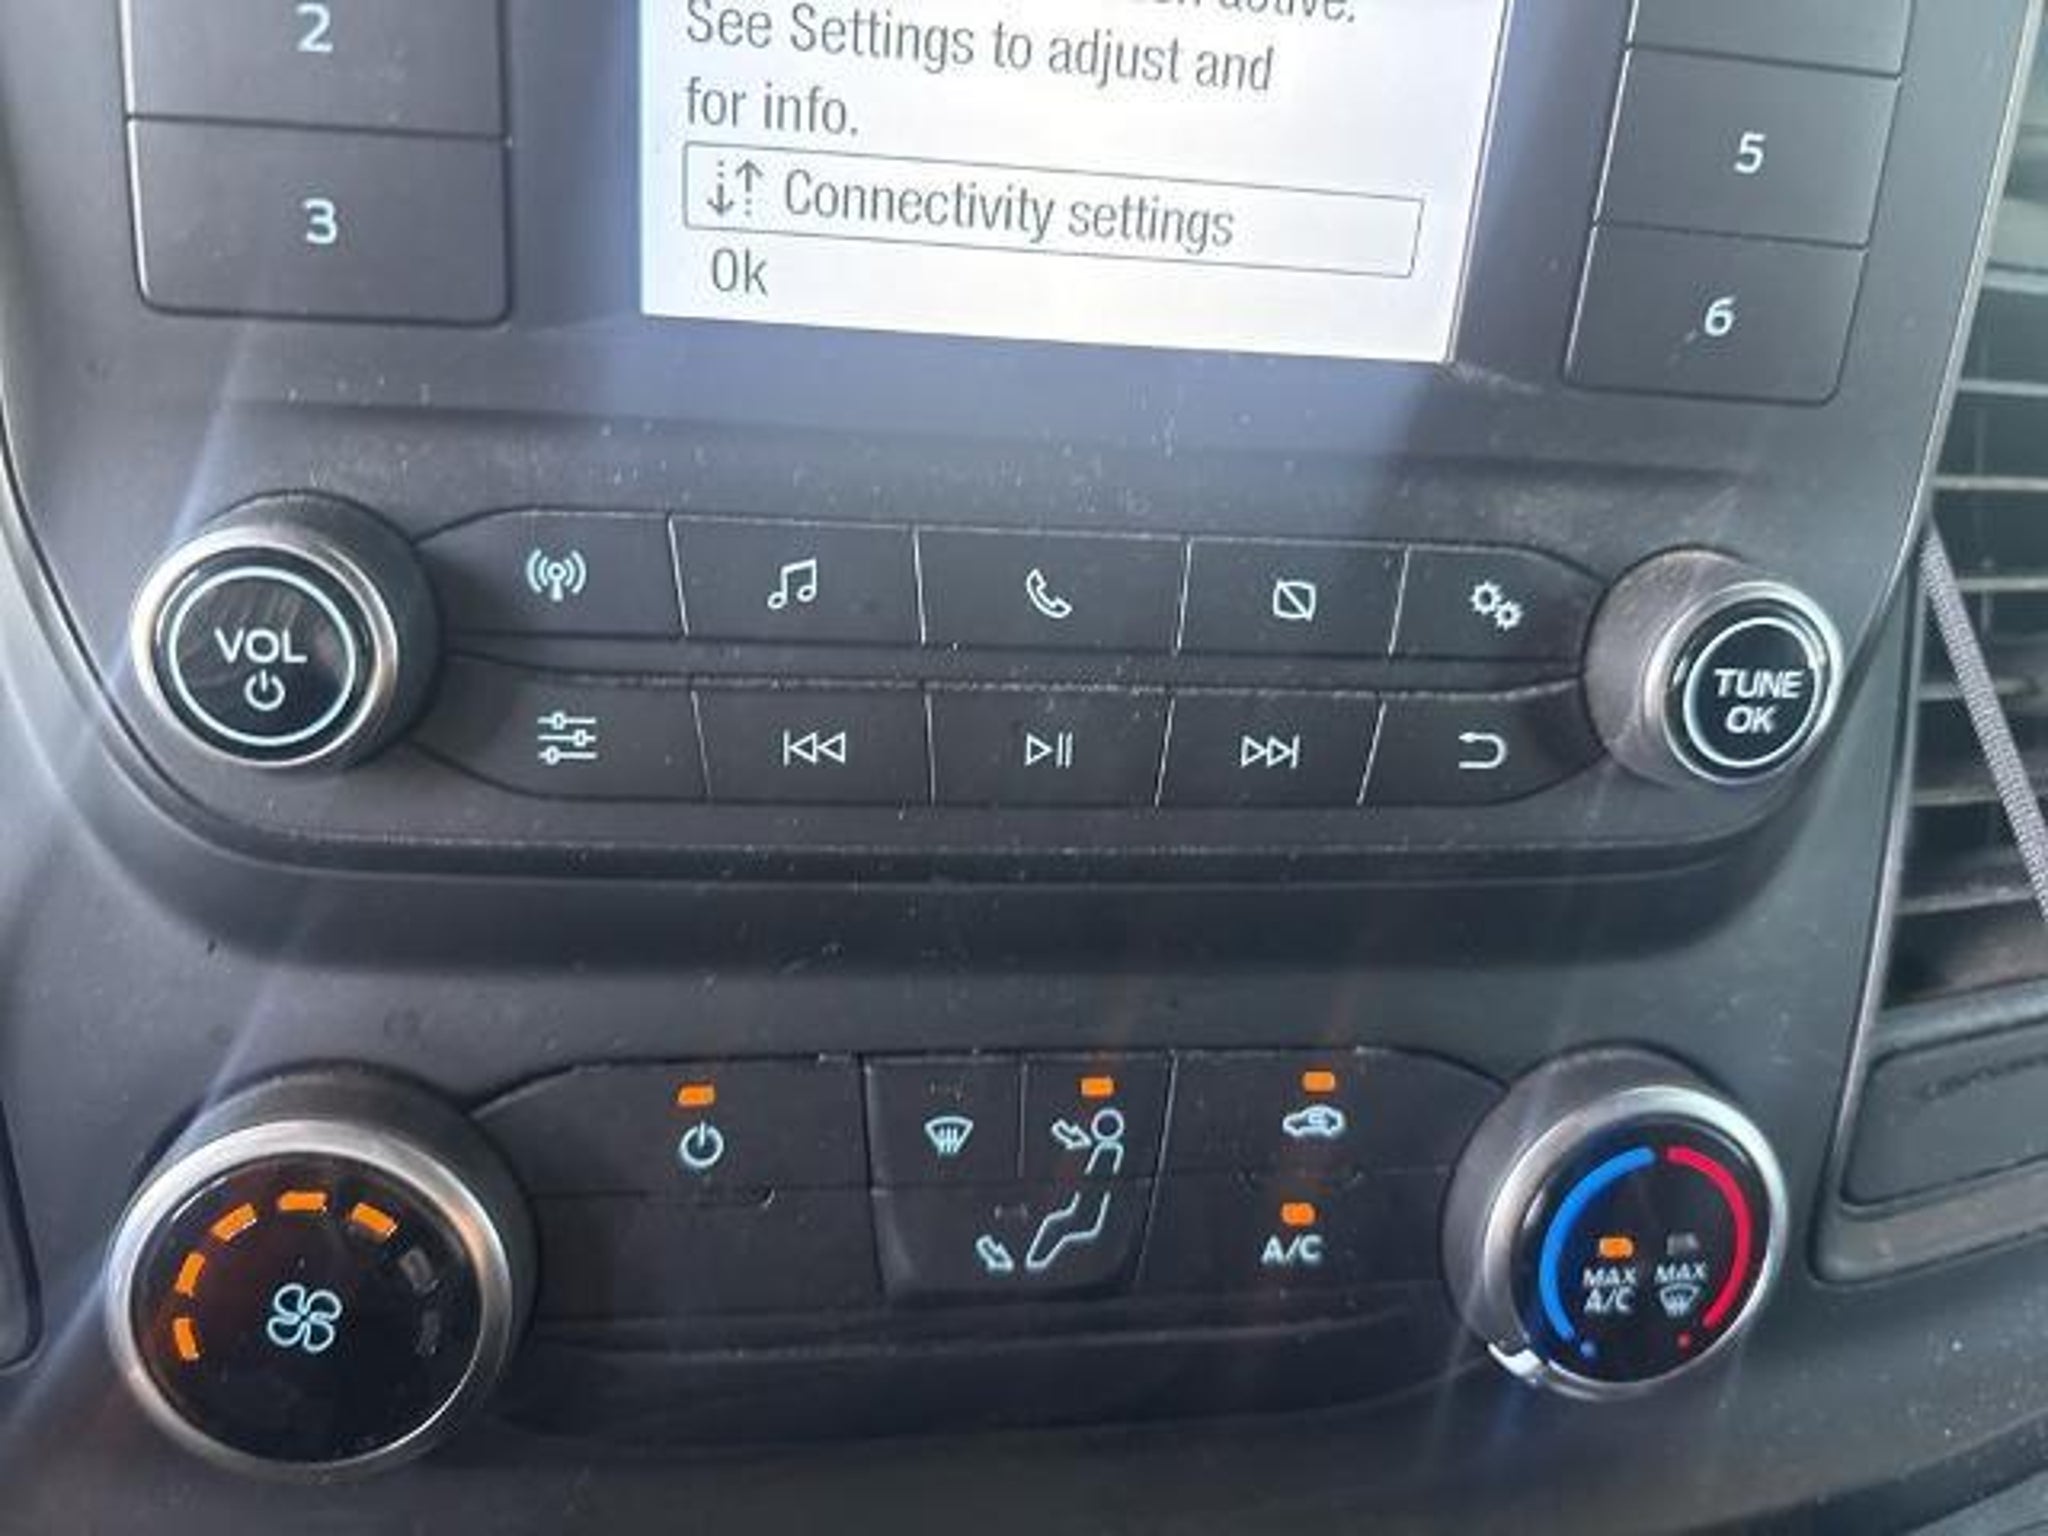 2
3
See Settings to adjust and
for info.
Connectivity settings
Ok
5
6
VOL
TUNE
OK
A/C
MAX
A/C
MAX